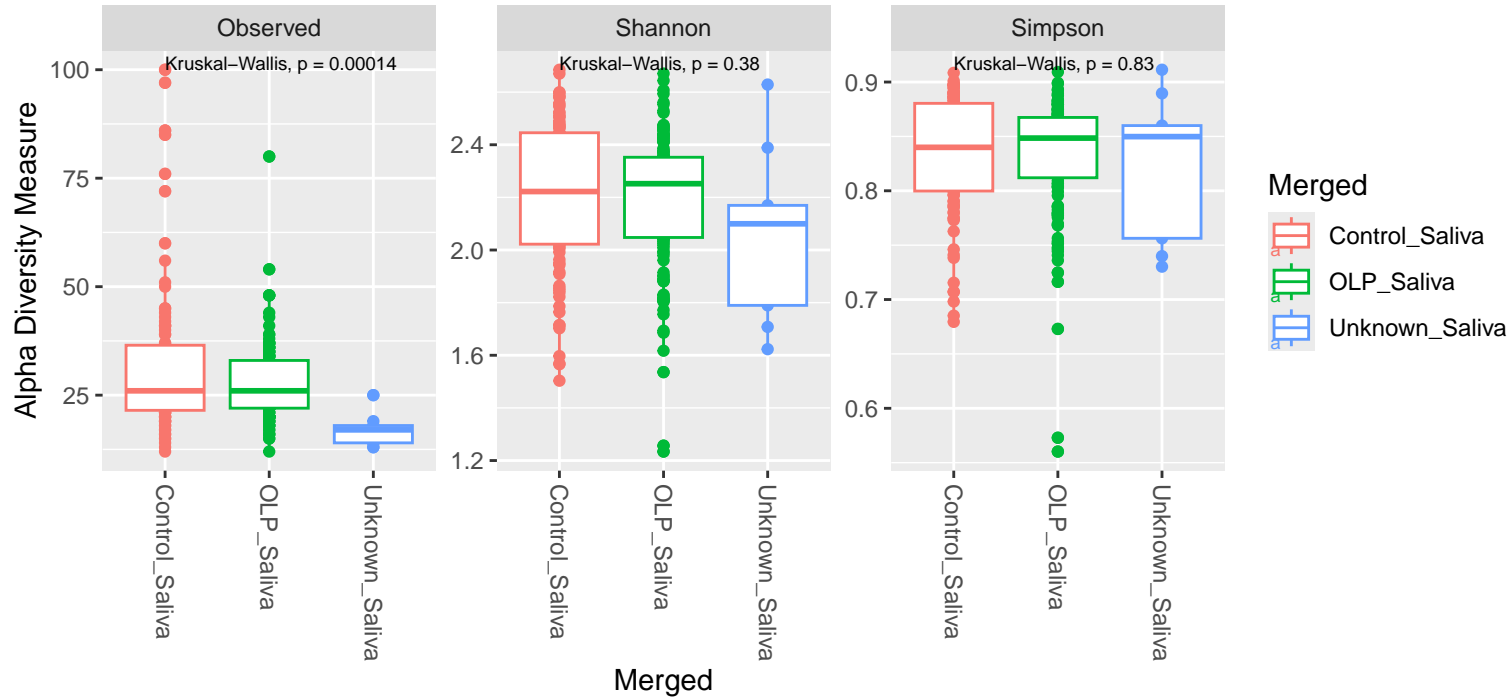 Observed
Shannon
Simpson
Kruskal−Wallis, p = 0.00014
Kruskal−Wallis, p = 0.38
Kruskal−Wallis, p = 0.83
Alpha Diversity Measure
100
75
50
25
2.4
2.0
1.6
1.2
0.9
0.8
0.7
0.6
Control_Saliva
OLP_Saliva
Unknown_Saliva
Control_Saliva
OLP_Saliva
Unknown_Saliva
Control_Saliva
OLP_Saliva
Unknown_Saliva
Merged
Merged
a Control_Saliva
a OLP_Saliva
a Unknown_Saliva